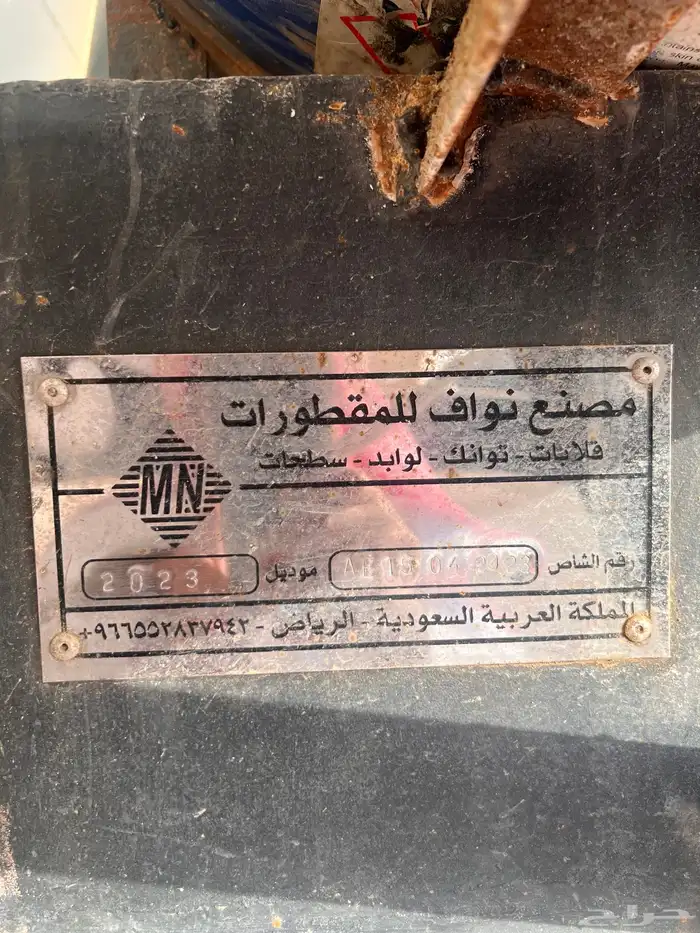 مصنع نواف للمقطورات
قلابات - توانك - لوابد - سطحات
MN
رقم الشاص
موديل 2023
المملكة العربية السعودية - الرياض - ٩٦٦٥٥٢٨٣٧٩٤٢+
حراج